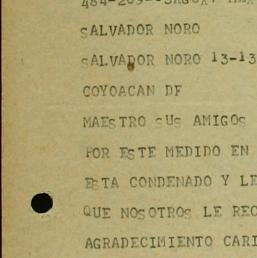 SALVADOR NORO
SALVADOR NORO 13-13
COYOACAN DF
MAESTRO SUS AMIGOS
POR ESTE MEDIDO EN
ESTA CONDENADO Y LE
QUE NOSOTROS LE REC
AGRADECIMIENTO CARI